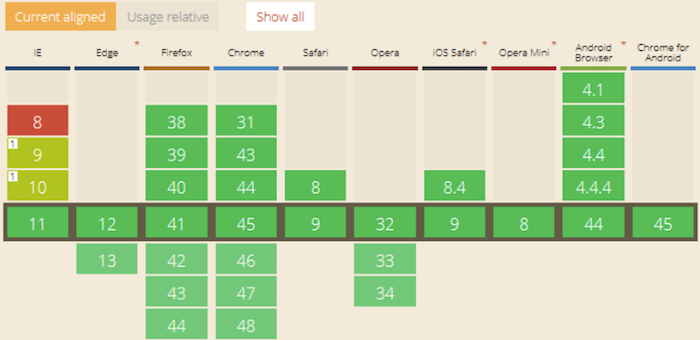 Current aligned Usage relative Show all
IE Edge * Firefox Chrome Safari Opera iOS Safari * Opera Mini * Android Browser * Chrome for Android
4.1
8 38 31 4.3
1 9 39 43 4.4
1 10 40 44 8 8.4 4.4.4
11 12 41 45 9 32 9 8 44 45
13 42 46 33
43 47 34
44 48